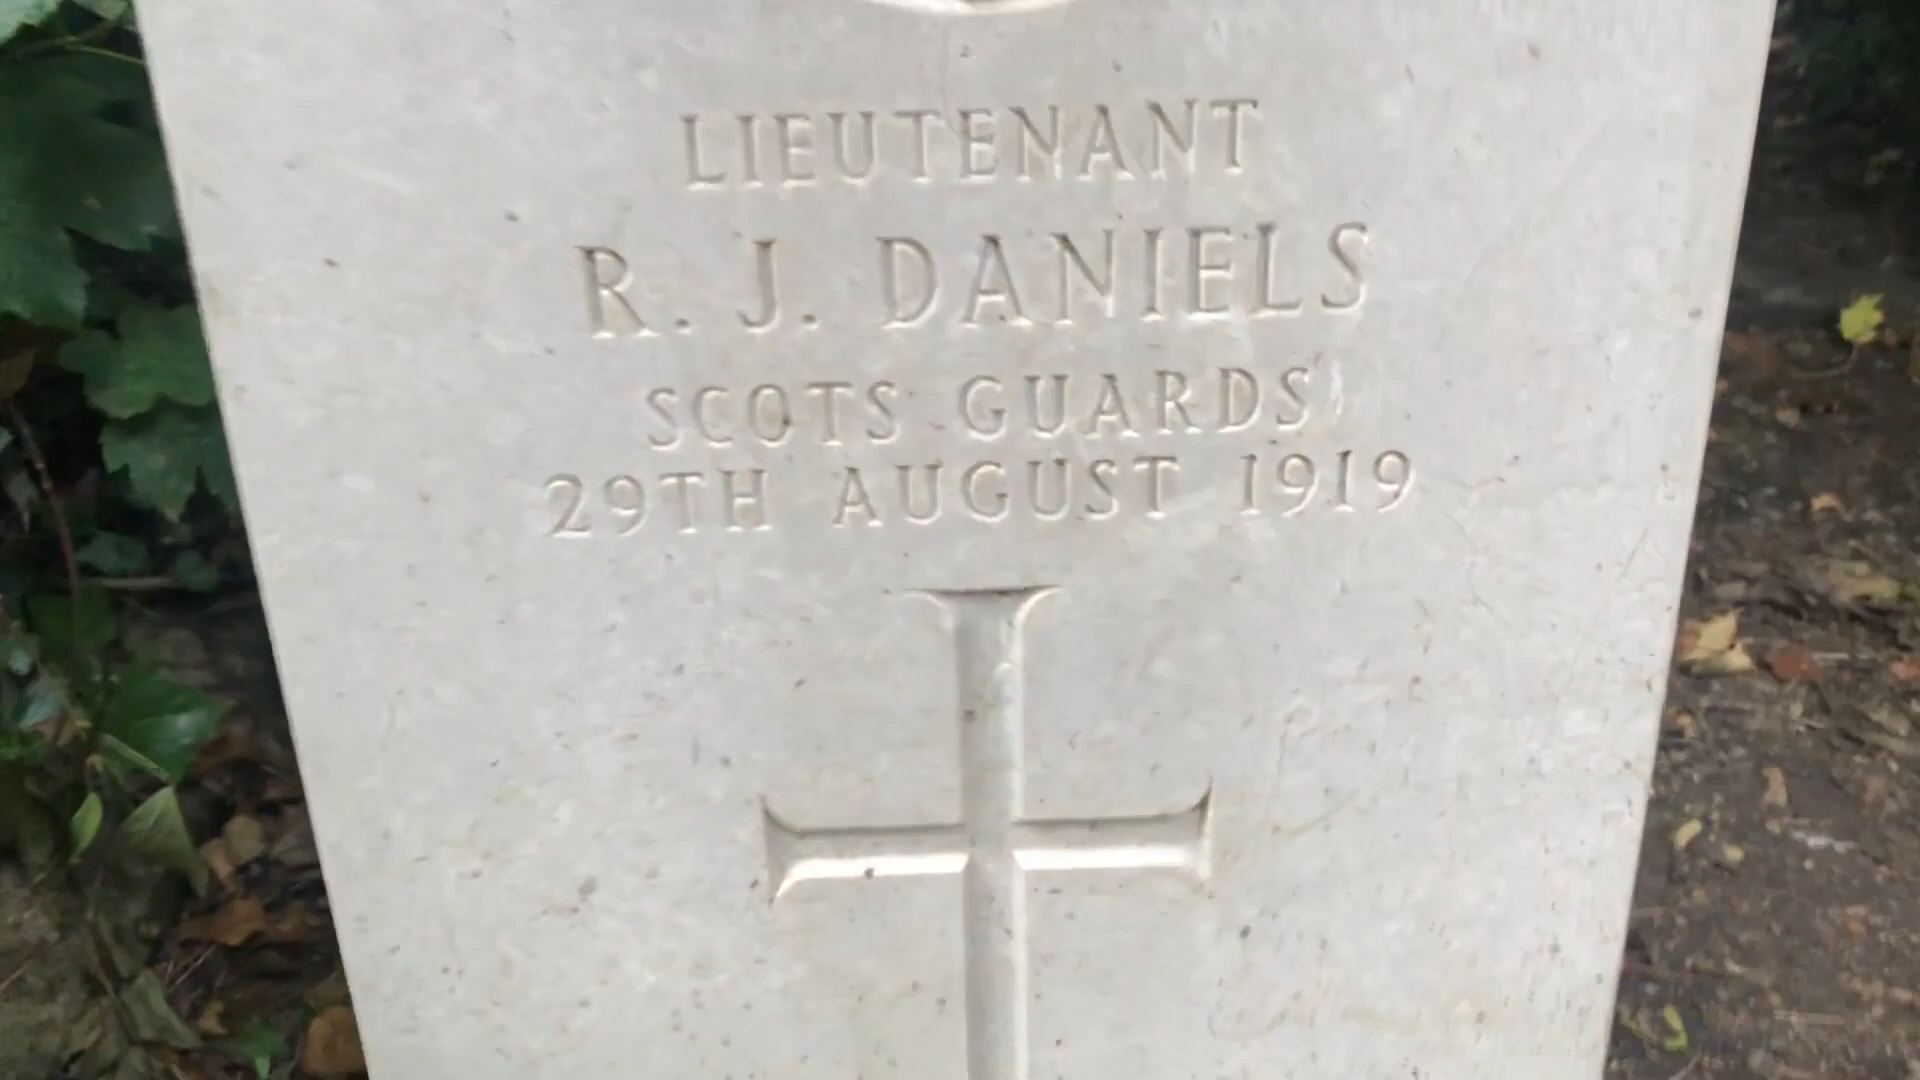 LIEUTENANT
R. J. DANIELS
SCOTS GUARDS
29TH AUGUST 1919